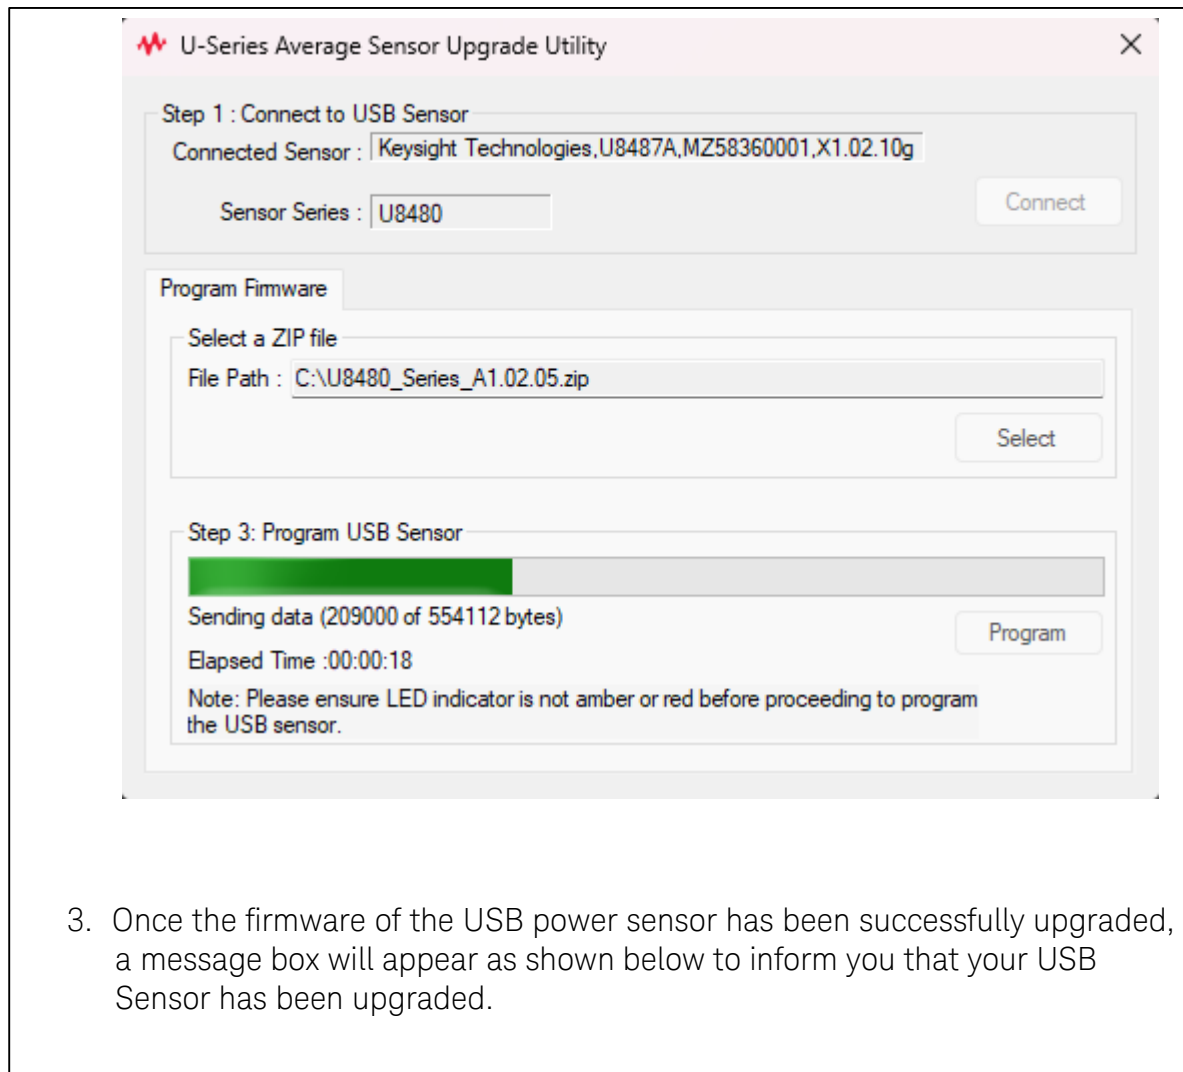 U-Series Average Sensor Upgrade Utility
Step 1 : Connect to USB Sensor
Connected Sensor : Keysight Technologies,U8487A,MZ58360001,X1.02.10g
Sensor Series : U8480
Connect
Program Firmware
Select a ZIP file
File Path : C:\U8480_Series_A1.02.05.zip
Select
Step 3: Program USB Sensor
Sending data (209000 of 554112 bytes)
Program
Elapsed Time :00:00:18
Note: Please ensure LED indicator is not amber or red before proceeding to program
the USB sensor.
3. Once the firmware of the USB power sensor has been successfully upgraded,
a message box will appear as shown below to inform you that your USB
Sensor has been upgraded.